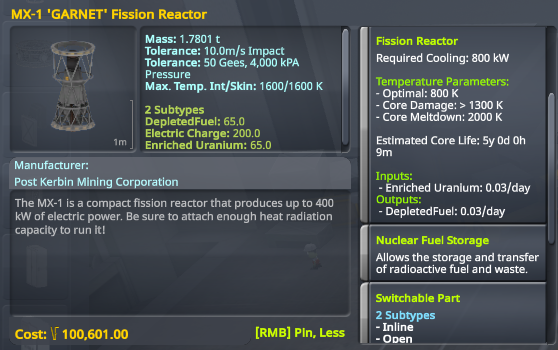 MX-1 'GARNET' Fission Reactor
1m
Mass: 1.7801 t
Tolerance: 10.0m/s Impact
Tolerance: 50 Gees, 4,000 kPA
Pressure
Max. Temp. Int/Skin: 1600/1600 K
2 Subtypes
DepletedFuel: 65.0
Electric Charge: 200.0
Enriched Uranium: 65.0
Manufacturer:
Post Kerbin Mining Corporation
The MX-1 is a compact fission reactor that produces up to 400
kW of electric power. Be sure to attach enough heat radiation
capacity to run it!
Cost: 100,601.00
[RMB] Pin, Less
Fission Reactor
Required Cooling: 800 kW
Temperature Parameters:
- Optimal: 800 K
- Core Damage: > 1300 K
- Core Meltdown: 2000 K
Estimated Core Life: 5y 0d 0h
9m
Inputs:
- Enriched Uranium: 0.03/day
Outputs:
- DepletedFuel: 0.03/day
Nuclear Fuel Storage
Allows the storage and transfer
of radioactive fuel and waste.
Switchable Part
2 Subtypes
- Inline
- Open